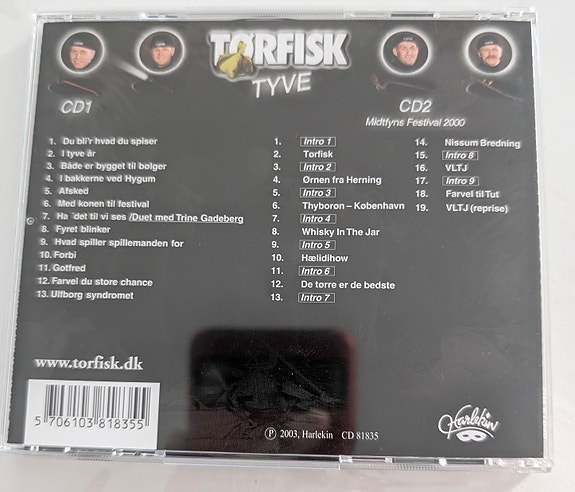 TØRFISK
TYVE
CD1
1. Du bli'r hvad du spiser
2. I tyve år
3. Både er bygget til bølger
4. I bakkerne ved Hygum
5. Afsked
6. Med konen til festival
7. Ha ´det til vi ses /Duet med Trine Gadeberg
8. Fyret blinker
9. Hvad spiller spillemanden for
10. Forbi
11. Gotfred
12. Farvel du store chance
13. Ulfborg syndromet
CD2
Midtfyns Festival 2000
1. Intro 1
2. Tørfisk
3. Intro 2
4. Ørnen fra Herning
5. Intro 3
6. Thyborøn – København
7. Intro 4
8. Whisky In The Jar
9. Intro 5
10. Hælidihow
11. Intro 6
12. De tørre er de bedste
13. Intro 7
14. Nissum Bredning
15. Intro 8
16. VLTJ
17. Intro 9
18. Farvel til Tut
19. VLTJ (reprise)
www.torfisk.dk
5 706103 818355
Ⓟ 2003, Harlekin CD 81835
Harlekin